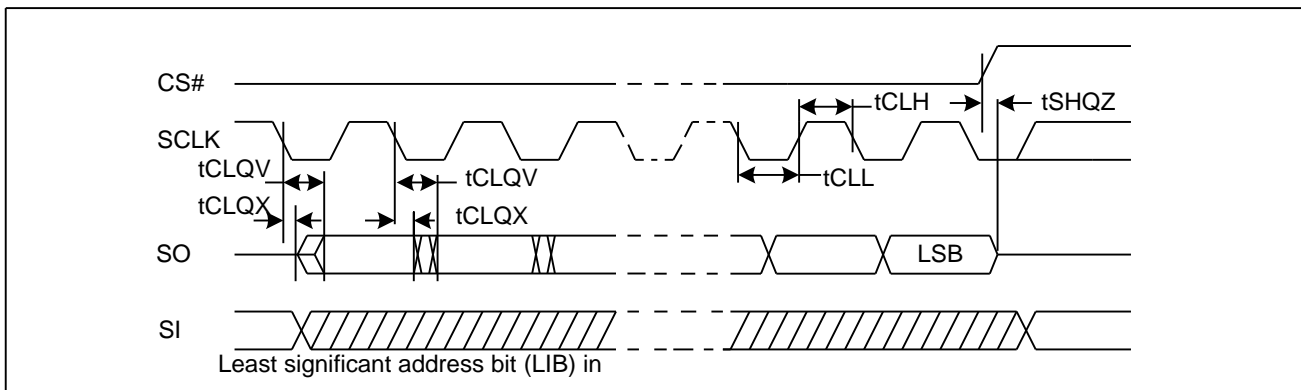 CS#
tCLH
tSHQZ
SCLK
tCLQV
tCLQV
tCLL
tCLQX
tCLQX
SO
LSB
SI
Least significant address bit (LIB) in